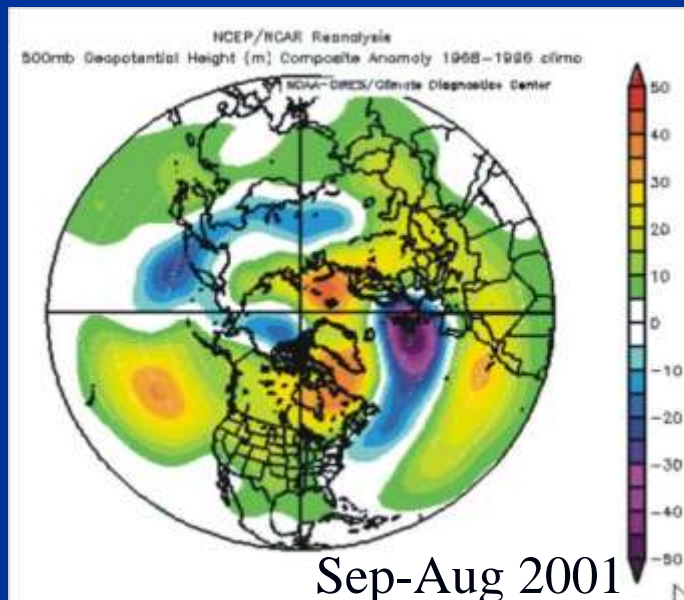 NCEP/NCAR Reanalysis
500mb Geopotential Height (m) Composite Anomaly 1968-1996 climo
NOAA-CIRES/Climate Diagnostics Center
50
40
30
20
10
0
-10
-20
-30
-40
-50
Sep-Aug 2001